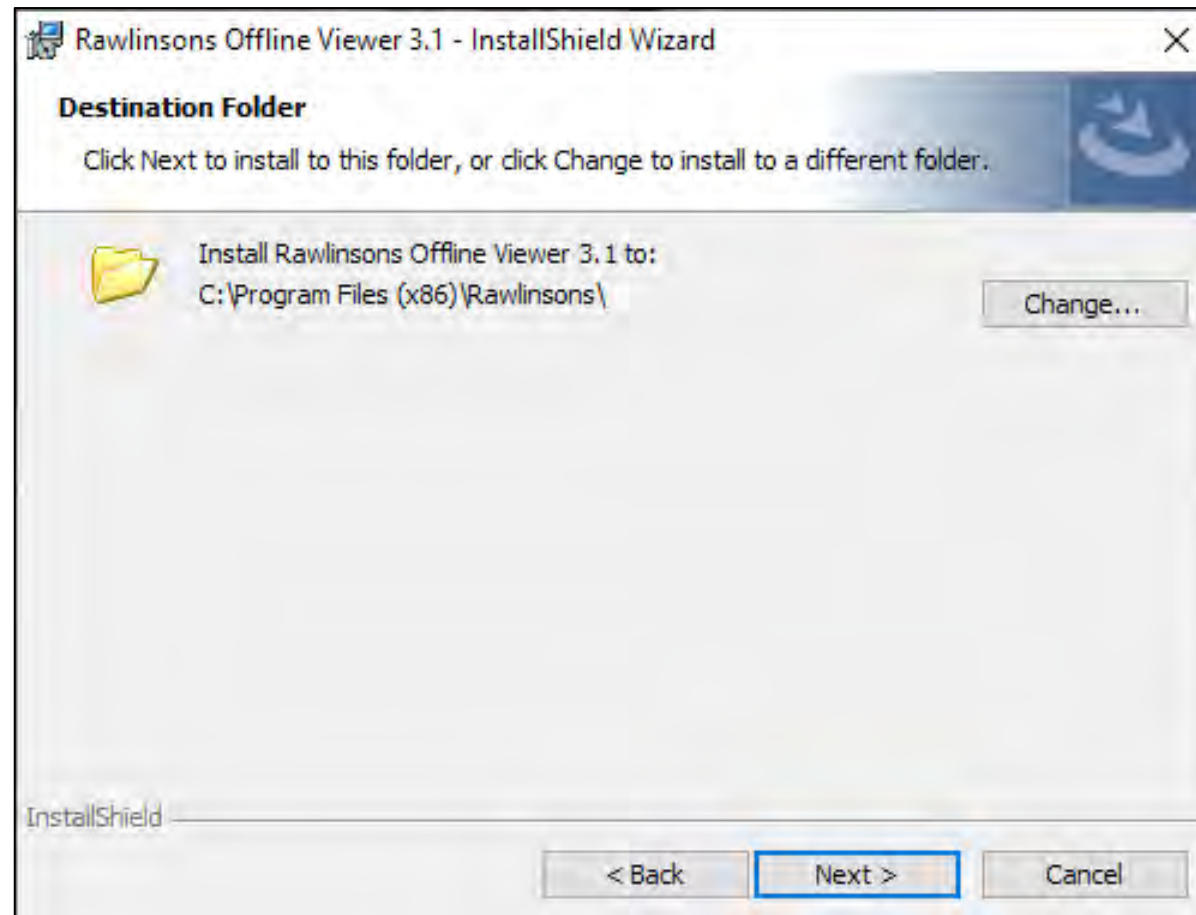 Rawlinsons Offline Viewer 3.1 - InstallShield Wizard
Destination Folder
Click Next to install to this folder, or click Change to install to a different folder.
Install Rawlinsons Offline Viewer 3.1 to:
C:\Program Files (x86)\Rawlinsons\
Change...
InstallShield
< Back
Next >
Cancel